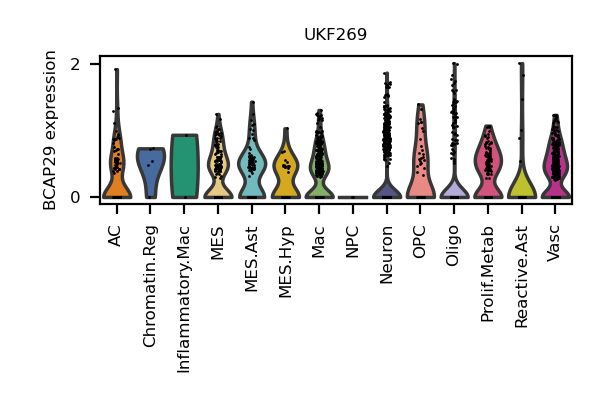 UKF269
BCAP29 expression
2
0
AC
Chromatin.Reg
Inflammatory.Mac
MES
MES.Ast
MES.Hyp
Mac
NPC
Neuron
OPC
Oligo
Prolif.Metab
Reactive.Ast
Vasc